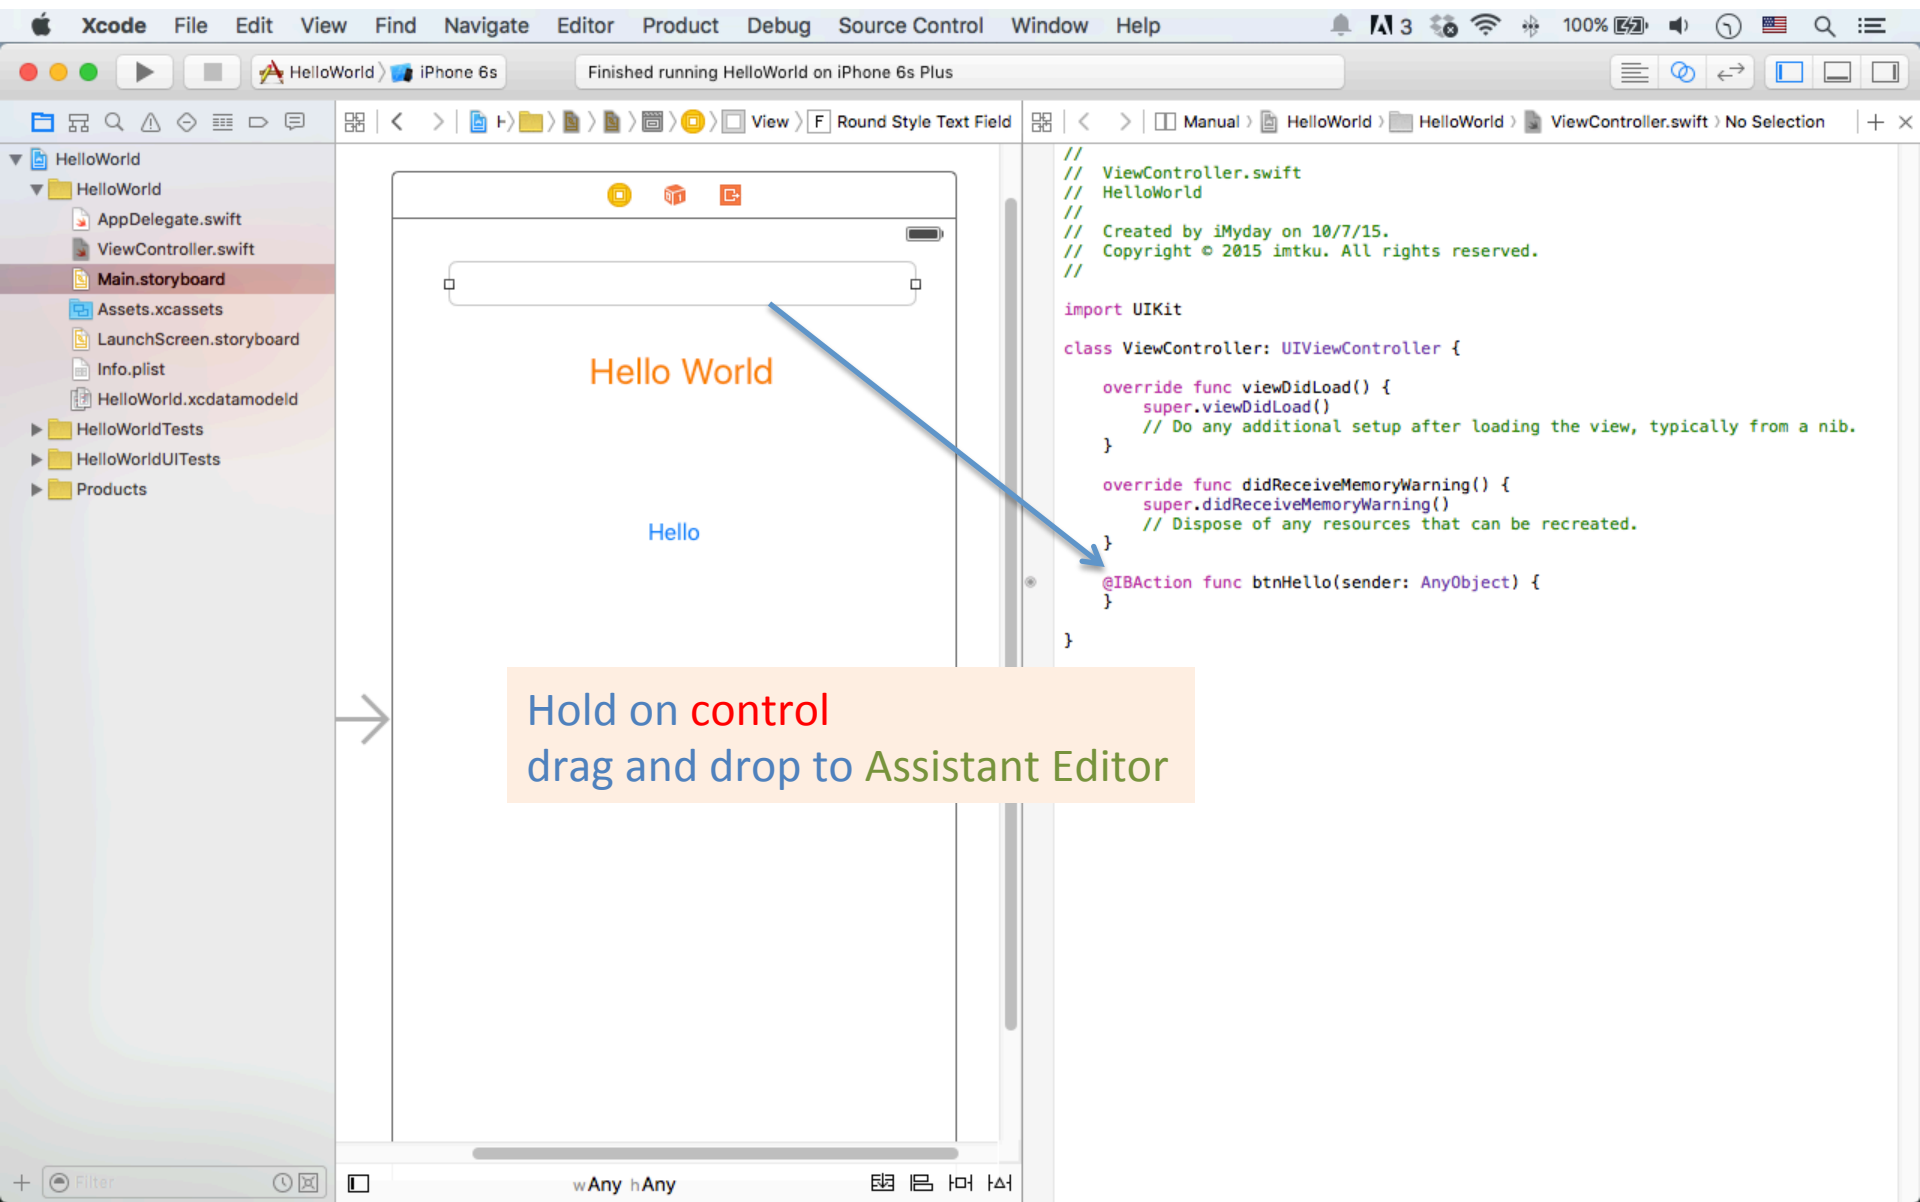 Xcode File Edit View Find Navigate Editor Product Debug Source Control Window Help 3 100%
HelloWorld iPhone 6s Finished running HelloWorld on iPhone 6s Plus
View F Round Style Text Field Manual HelloWorld HelloWorld ViewController.swift No Selection
HelloWorld
HelloWorld
AppDelegate.swift
ViewController.swift
Main.storyboard
Assets.xcassets
LaunchScreen.storyboard
Info.plist
HelloWorld.xcdatamodeld
HelloWorldTests
HelloWorldUITests
Products
Filter
Hello World
Hello
wAny hAny
//
// ViewController.swift
// HelloWorld
//
// Created by iMyday on 10/7/15.
// Copyright © 2015 imtku. All rights reserved.
//
import UIKit
class ViewController: UIViewController {
override func viewDidLoad() {
super.viewDidLoad()
// Do any additional setup after loading the view, typically from a nib.
}
override func didReceiveMemoryWarning() {
super.didReceiveMemoryWarning()
// Dispose of any resources that can be recreated.
}
@IBAction func btnHello(sender: AnyObject) {
}
}
Hold on control
drag and drop to Assistant Editor